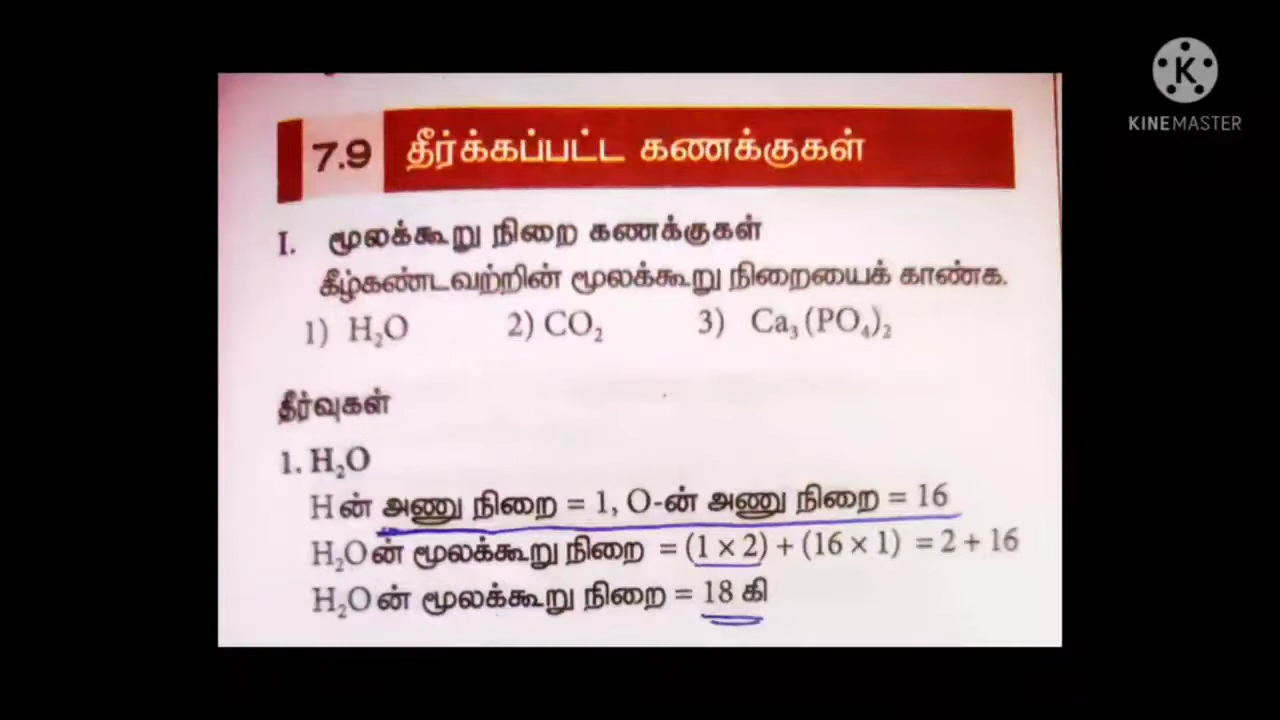 KINEMASTER
7.9 தீர்க்கப்பட்ட கணக்குகள்
I. மூலக்கூறு நிறை கணக்குகள்
கீழ்கண்டவற்றின் மூலக்கூறு நிறையைக் காண்க.
1) H₂O 2) CO₂ 3) Ca₃(PO₄)₂
தீர்வுகள்
1. H₂O
Hன் அணு நிறை = 1, O-ன் அணு நிறை = 16
H₂Oன் மூலக்கூறு நிறை = (1 × 2) + (16 × 1) = 2 + 16
H₂Oன் மூலக்கூறு நிறை = 18 கி